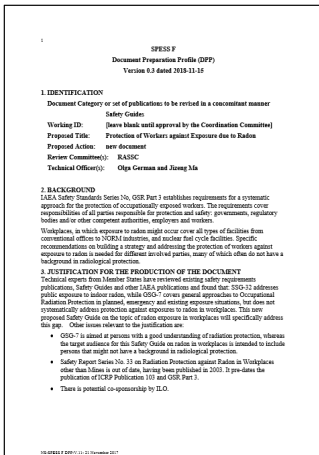 1
SPESS F
Document Preparation Profile (DPP)
Version 0.3 dated 2018-11-15
1. IDENTIFICATION
Document Category or set of publications to be revised in a concomitant manner
Safety Guides
Working ID: [leave blank until approval by the Coordination Committee]
Proposed Title: Protection of Workers against Exposure due to Radon
Proposed Action: new document
Review Committee(s): RASSC
Technical Officer(s): Olga German and Jizeng Ma
2. BACKGROUND
IAEA Safety Standards Series No, GSR Part 3 establishes requirements for a systematic
approach for the protection of occupationally exposed workers. The requirements cover
responsibilities of all parties responsible for protection and safety: governments, regulatory
bodies and/or other competent authorities, employers and workers.
Workplaces, in which exposure to radon might occur cover all types of facilities from
conventional offices to NORM industries, and nuclear fuel cycle facilities. Specific
recommendations on building a strategy and addressing the protection of workers against
exposure to radon is needed for different involved parties, many of which often do not have a
background in radiological protection.
3. JUSTIFICATION FOR THE PRODUCTION OF THE DOCUMENT
Technical experts from Member States have reviewed existing safety requirements
publications, Safety Guides and other IAEA publications and found that: SSG-32 addresses
public exposure to indoor radon, while GSG-7 covers general approaches to Occupational
Radiation Protection in planned, emergency and existing exposure situations, but does not
systematically address protection against exposures to radon in workplaces. This new
proposed Safety Guide on the topic of radon exposure in workplaces will specifically address
this gap. Other issues relevant to the justification are:
• GSG-7 is aimed at persons with a good understanding of radiation protection, whereas
the target audience for this Safety Guide on radon in workplaces is intended to include
persons that might not have a background in radiological protection.
• Safety Report Series No. 33 on Radiation Protection against Radon in Workplaces
other than Mines is out of date, having been published in 2003. It pre-dates the
publication of ICRP Publication 103 and GSR Part 3.
• There is potential co-sponsorship by ILO.
NS-SPESS F DPP-V.11: 21 November 2017